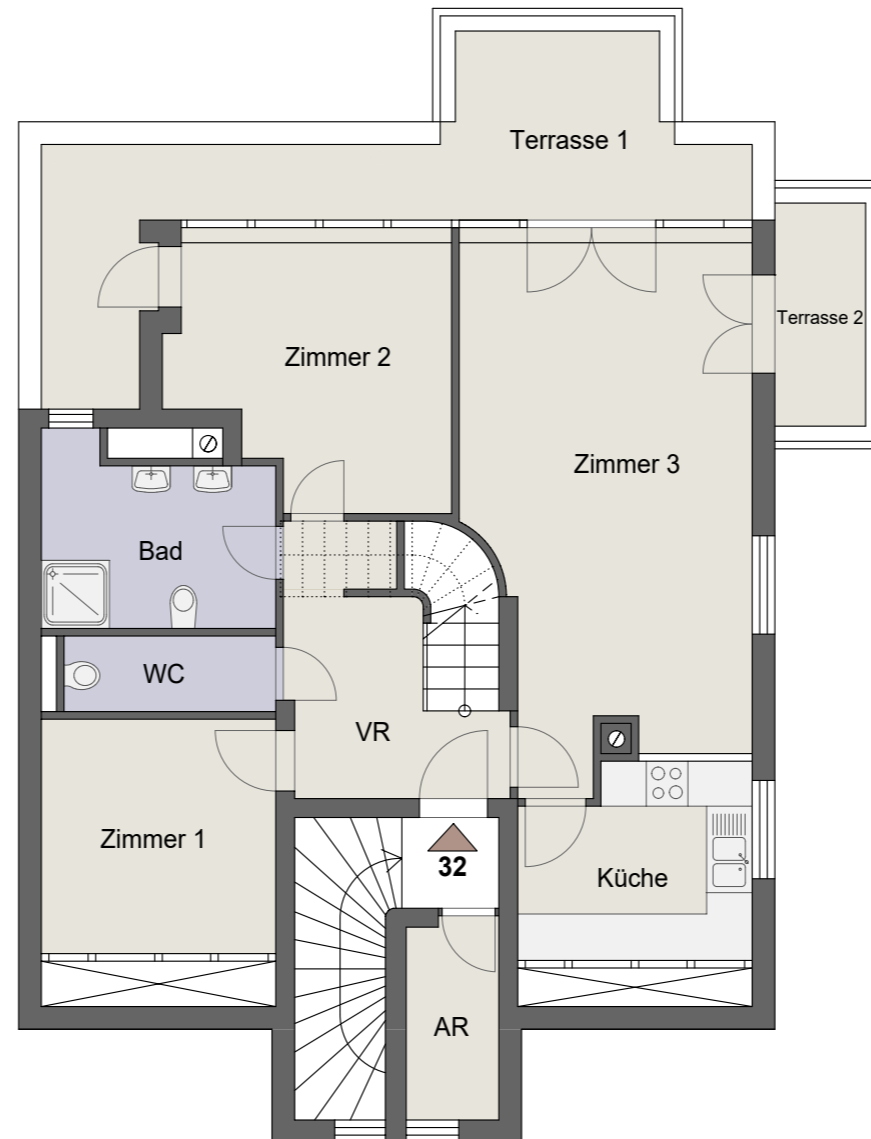 Terrasse 1
Terrasse 2
Zimmer 2
Zimmer 3
Bad
WC
VR
Zimmer 1
32
Küche
AR